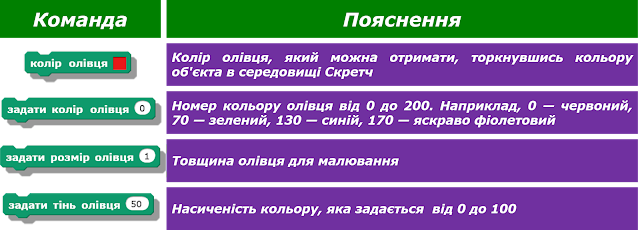 Команда
Пояснення
колір олівця
Колір олівця, який можна отримати, торкнувшись кольору
об'єкта в середовищі Скретч
задати колір олівця 0
Номер кольору олівця від 0 до 200. Наприклад, 0 — червоний,
70 — зелений, 130 — синій, 170 — яскраво фіолетовий
задати розмір олівця 1
Товщина олівця для малювання
задати тінь олівця 50
Насиченість кольору, яка задається від 0 до 100